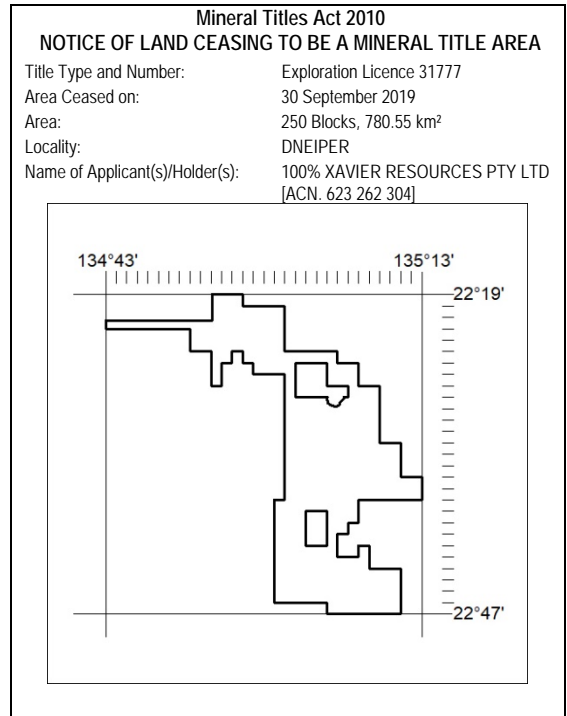 Mineral Titles Act 2010
NOTICE OF LAND CEASING TO BE A MINERAL TITLE AREA
Title Type and Number: Exploration Licence 31777
Area Ceased on: 30 September 2019
Area: 250 Blocks, 780.55 km²
Locality: DNEIPER
Name of Applicant(s)/Holder(s): 100% XAVIER RESOURCES PTY LTD
[ACN. 623 262 304]
134°43' 135°13'
22°19'
22°47'